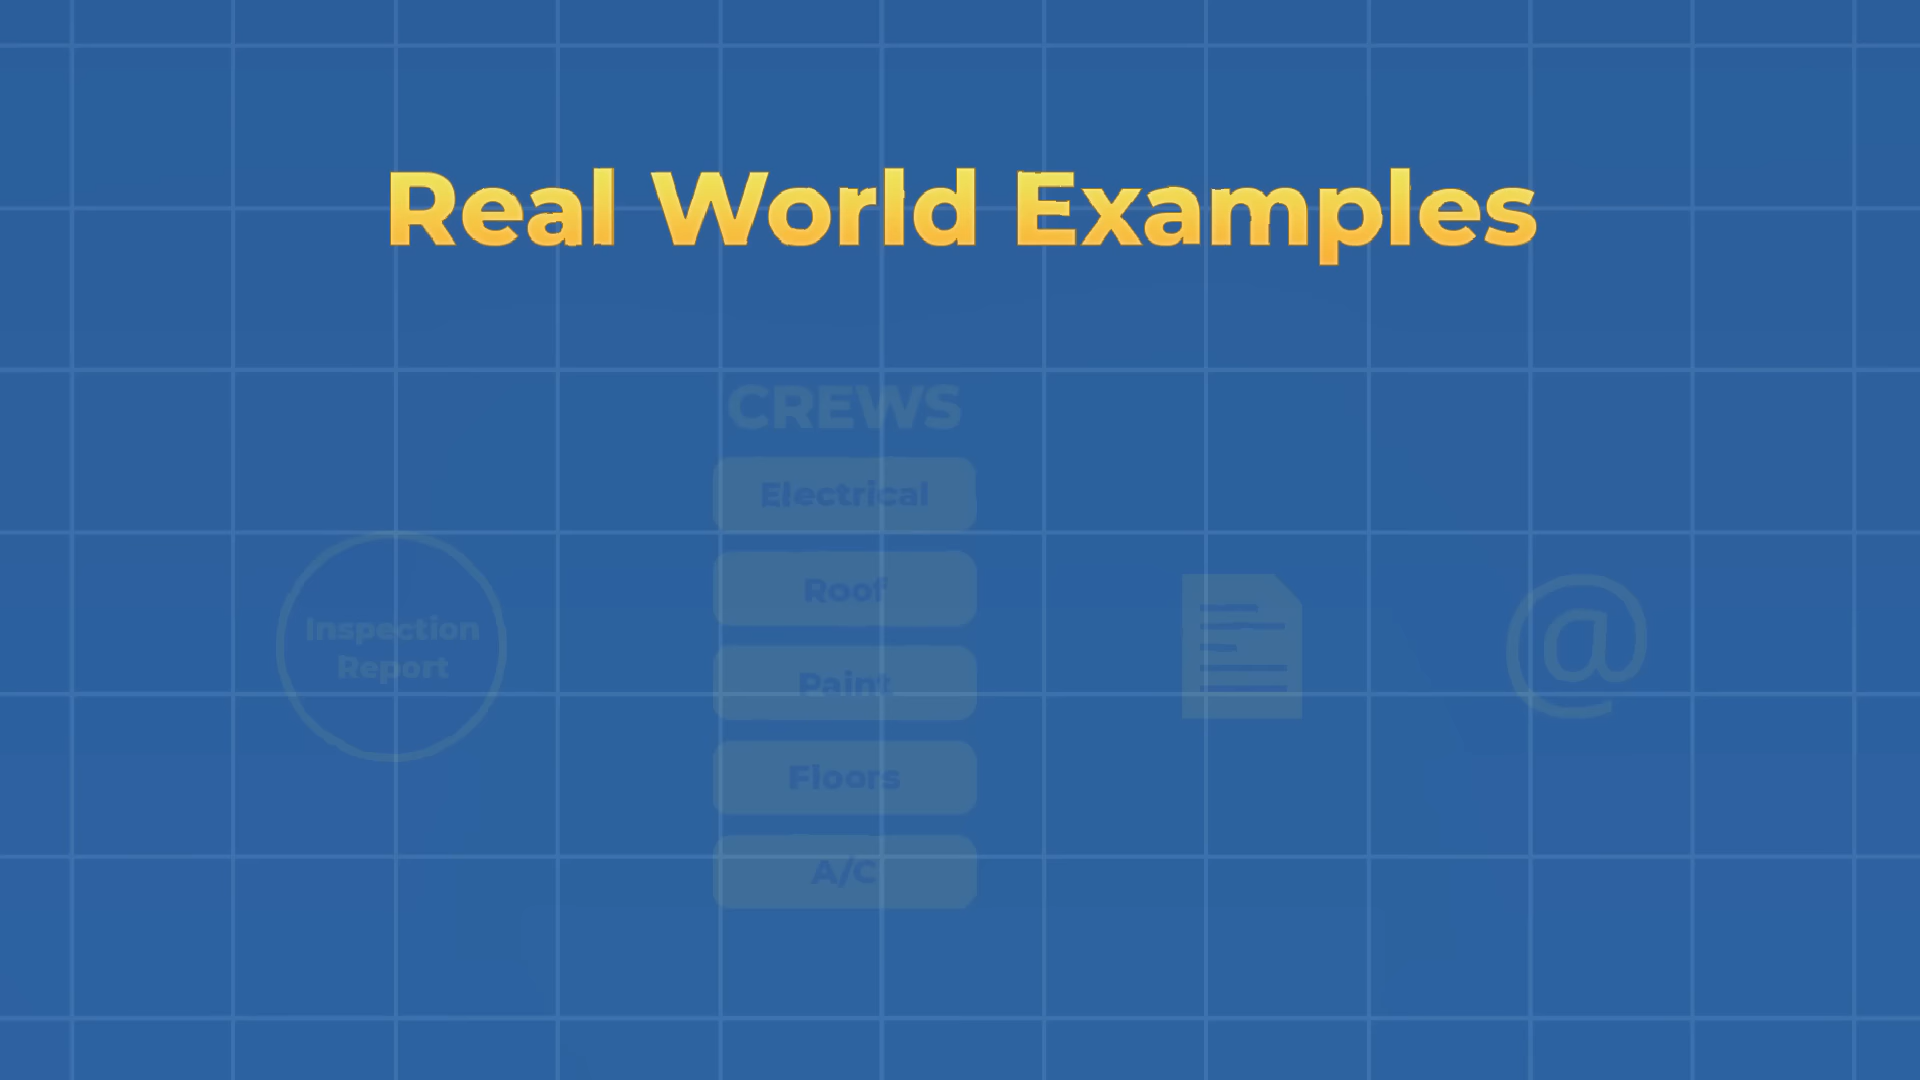 Real World Examples
CREWS
Electrical
Roof
Inspection
Report
Paint
Floors
A/C
@